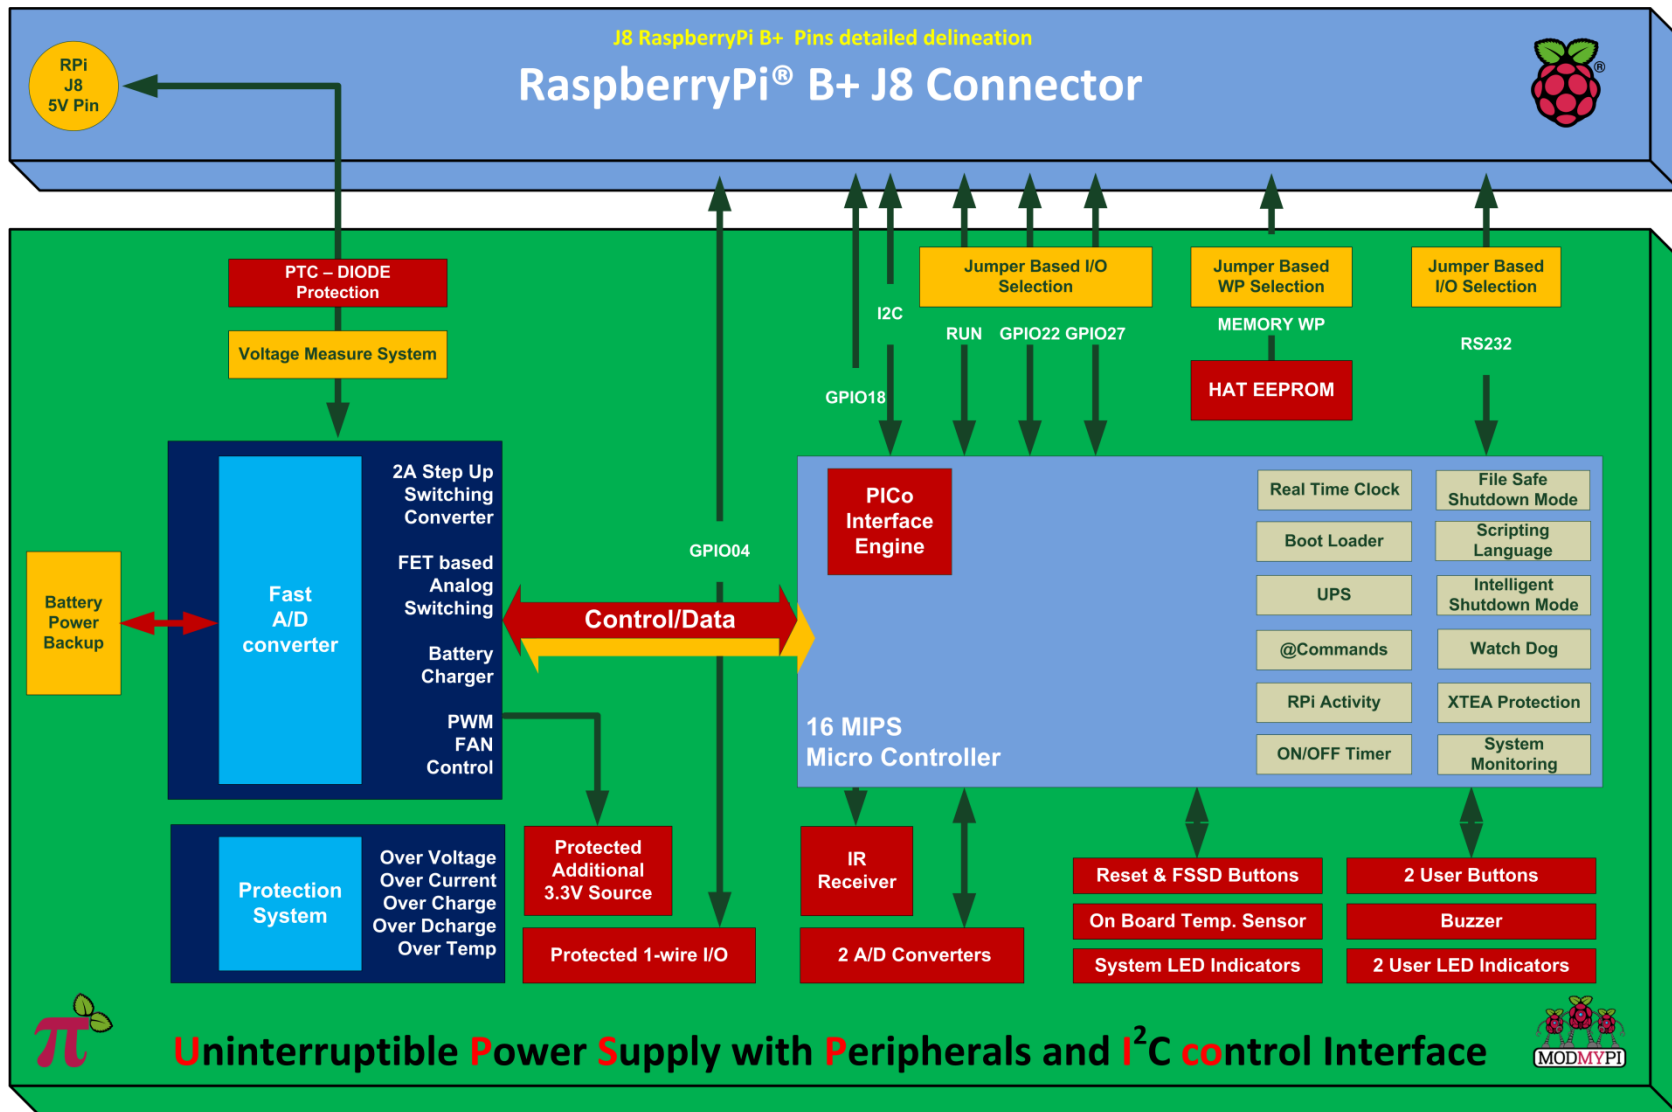 J8 RaspberryPi B+ Pins detailed delineation
RaspberryPi® B+ J8 Connector
RPi
J8
5V Pin
®
PTC – DIODE
Protection
Voltage Measure System
Jumper Based I/O
Selection
Jumper Based
WP Selection
Jumper Based
I/O Selection
I2C
RUN
GPIO22
GPIO27
MEMORY WP
RS232
GPIO18
HAT EEPROM
2A Step Up
Switching
Converter
FET based
Analog
Switching
Battery
Charger
PWM
FAN
Control
Fast
A/D
converter
Battery
Power
Backup
GPIO04
Control/Data
PICo
Interface
Engine
16 MIPS
Micro Controller
Real Time Clock
Boot Loader
UPS
@Commands
RPi Activity
ON/OFF Timer
File Safe
Shutdown Mode
Scripting
Language
Intelligent
Shutdown Mode
Watch Dog
XTEA Protection
System
Monitoring
Protection
System
Over Voltage
Over Current
Over Charge
Over Dcharge
Over Temp
Protected
Additional
3.3V Source
Protected 1-wire I/O
IR
Receiver
2 A/D Converters
Reset & FSSD Buttons
On Board Temp. Sensor
System LED Indicators
2 User Buttons
Buzzer
2 User LED Indicators
π
Uninterruptible Power Supply with Peripherals and I²C control Interface
MODMYPI